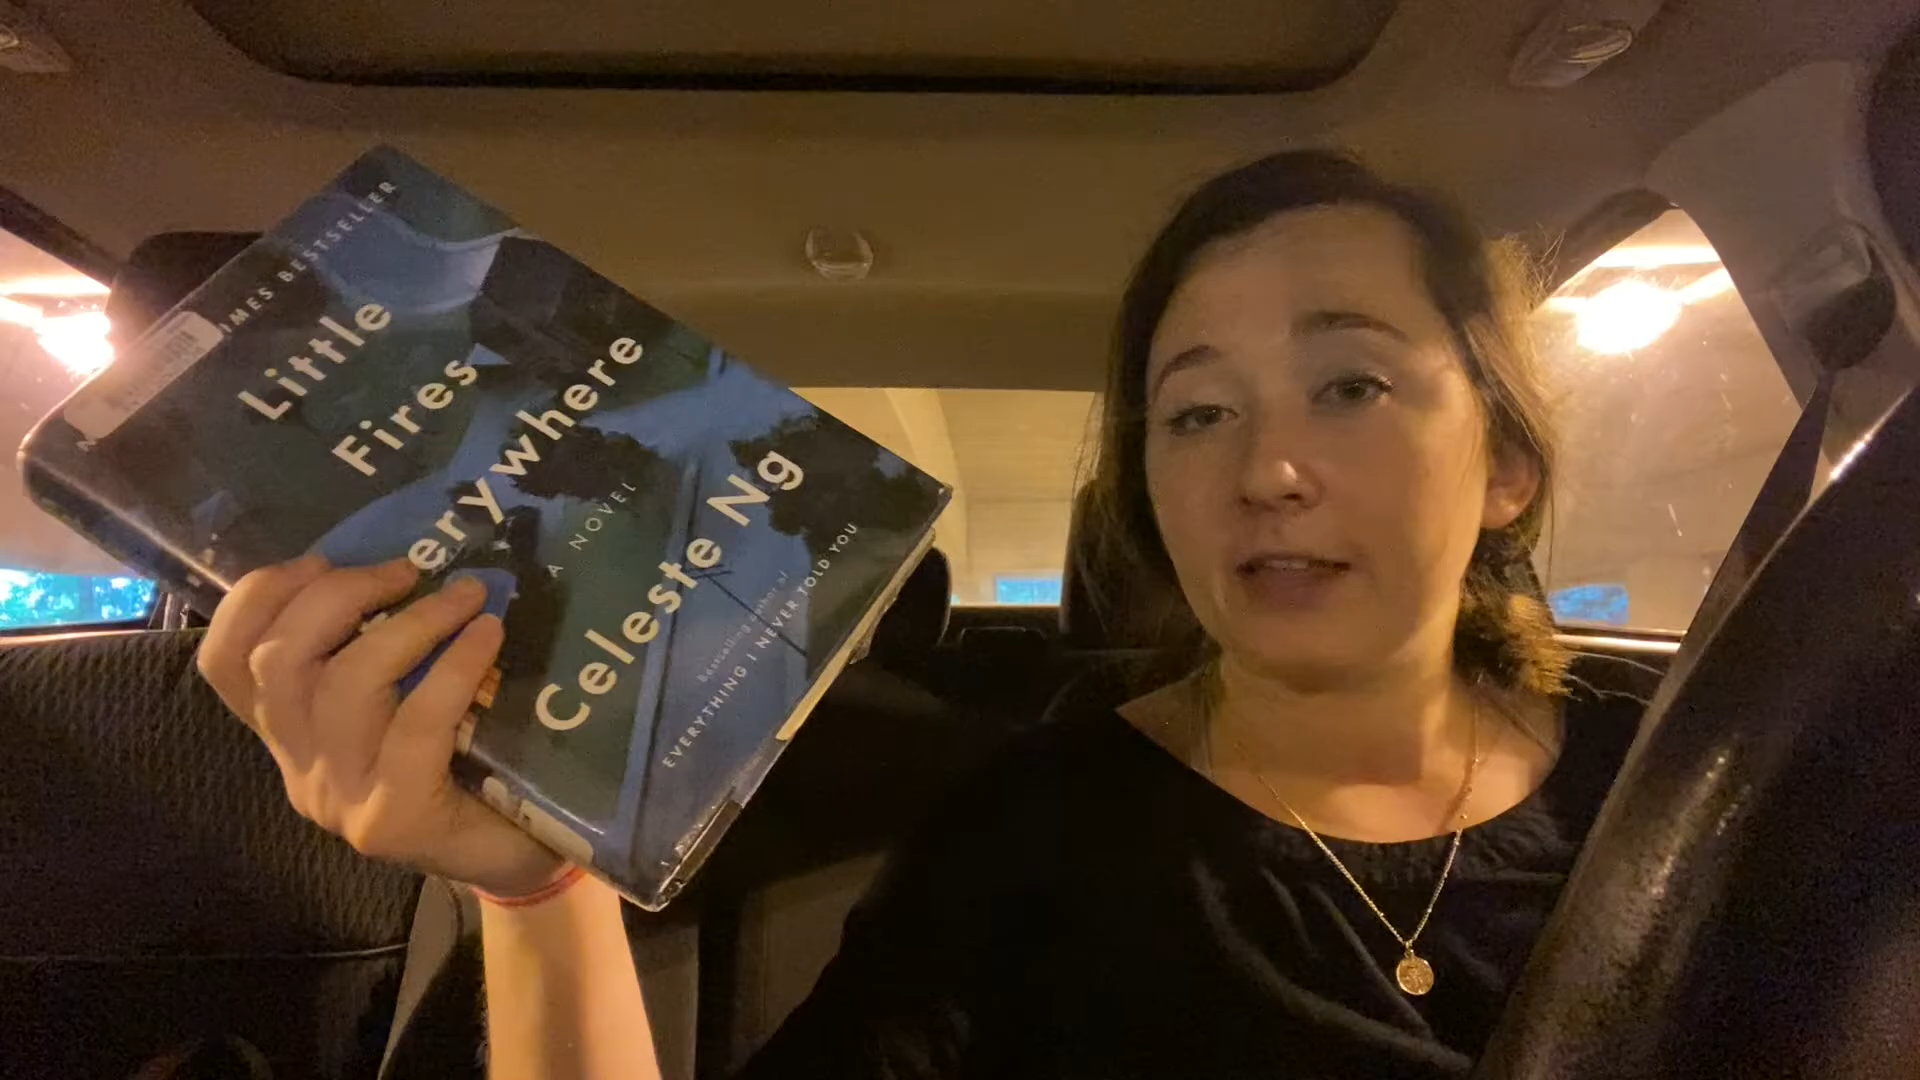 IMES BESTSELLER
Little
Fires
erywhere
A NOVEL
Celeste Ng
Bestselling author of
EVERYTHING I NEVER TOLD YOU